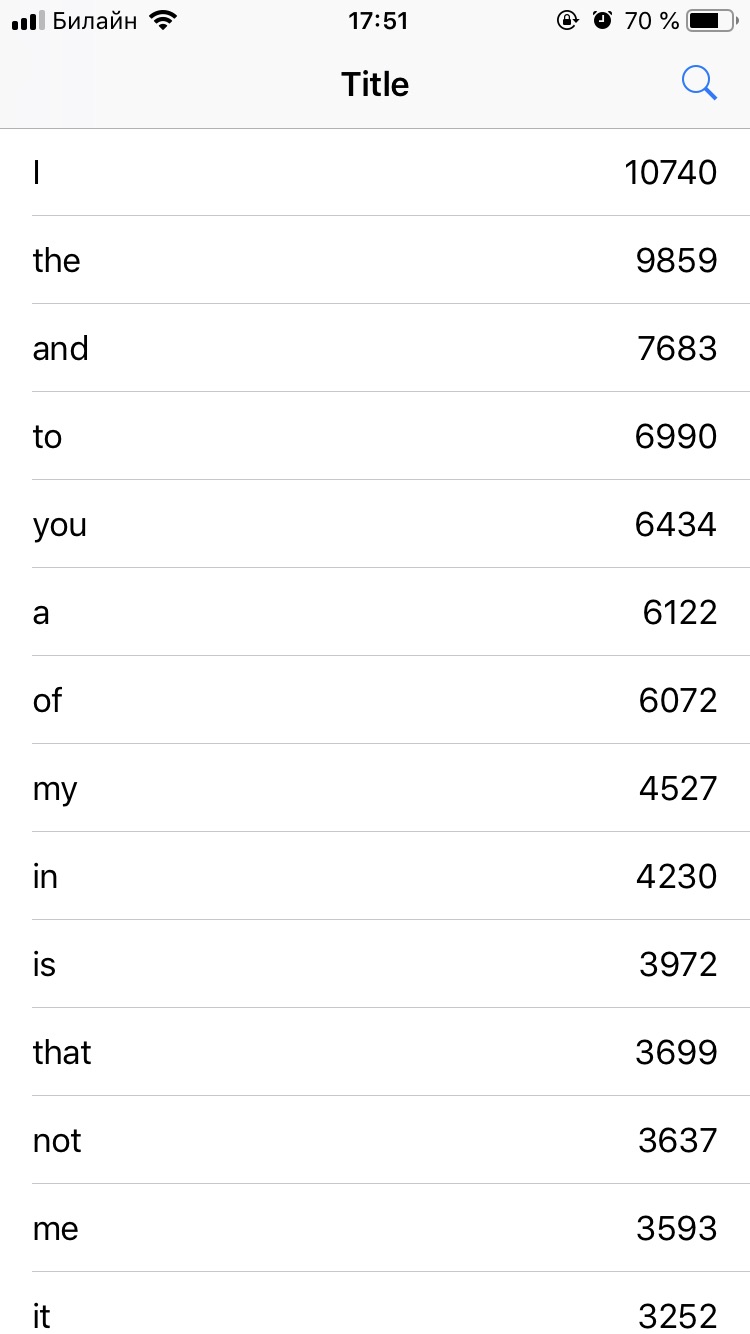 Билайн 17:51 70 %
Title
I 10740
the 9859
and 7683
to 6990
you 6434
a 6122
of 6072
my 4527
in 4230
is 3972
that 3699
not 3637
me 3593
it 3252